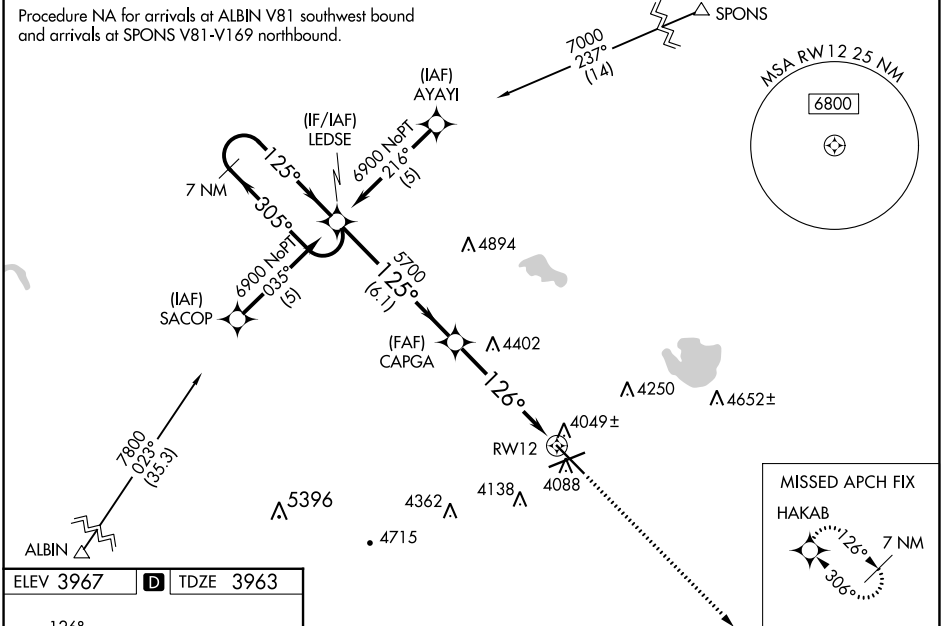 Procedure NA for arrivals at ALBIN V81 southwest bound
and arrivals at SPONS V81-V169 northbound.
SPONS
7000
237°
(14)
MSA RW12 25 NM
6800
(IAF)
AYAYI
(IF/IAF)
LEDSE
6900 NoPT
216°
(5)
125°
7 NM
305°
6900 NoPT
035°
(5)
(IAF)
SACOP
4894
5700
125°
(6.1)
(FAF)
CAPGA
4402
126°
4250
4652±
4049±
RW12
4088
7800
023°
(35.3)
5396
4362
4138
4715
ALBIN
MISSED APCH FIX
HAKAB
126°
7 NM
306°
ELEV 3967 D TDZE 3963
126°